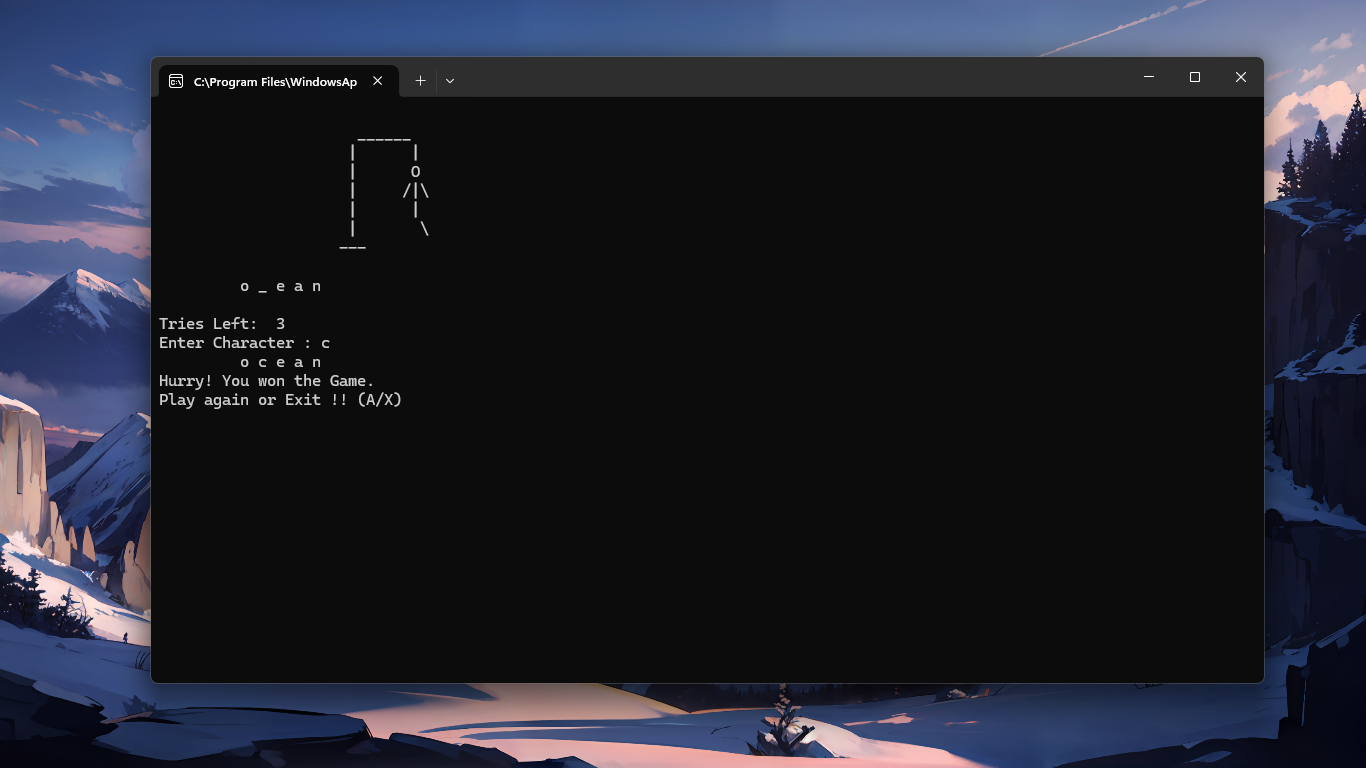 C:\Program Files\WindowsAp
 ______
|      |
|      O
|     /|\
|      |
|       \
___
o _ e a n
Tries Left:  3
Enter Character : c
o c e a n
Hurry! You won the Game.
Play again or Exit !! (A/X)